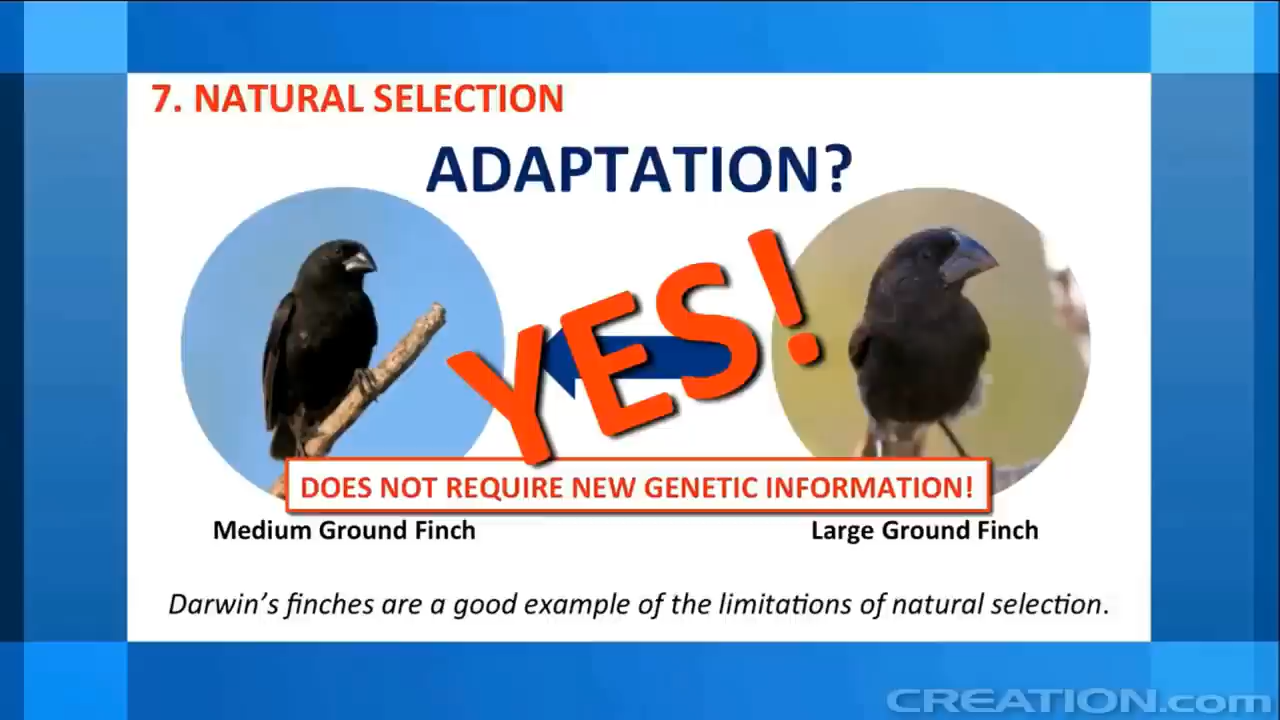 7. NATURAL SELECTION
ADAPTATION?
YES!
DOES NOT REQUIRE NEW GENETIC INFORMATION!
Medium Ground Finch
Large Ground Finch
Darwin’s finches are a good example of the limitations of natural selection.
CREATION.com